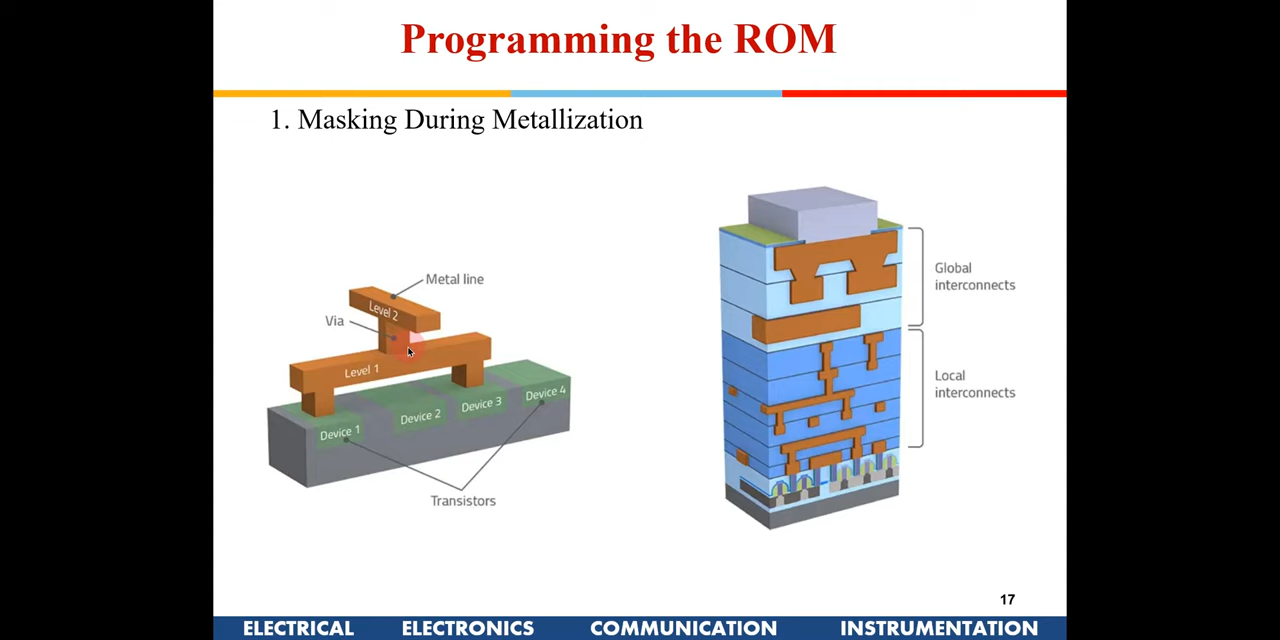 Programming the ROM
1. Masking During Metallization
Metal line
Level 2
Via
Level 1
Device 1
Device 2
Device 3
Device 4
Transistors
Global
interconnects
Local
interconnects
17
ELECTRICAL ELECTRONICS COMMUNICATION INSTRUMENTATION